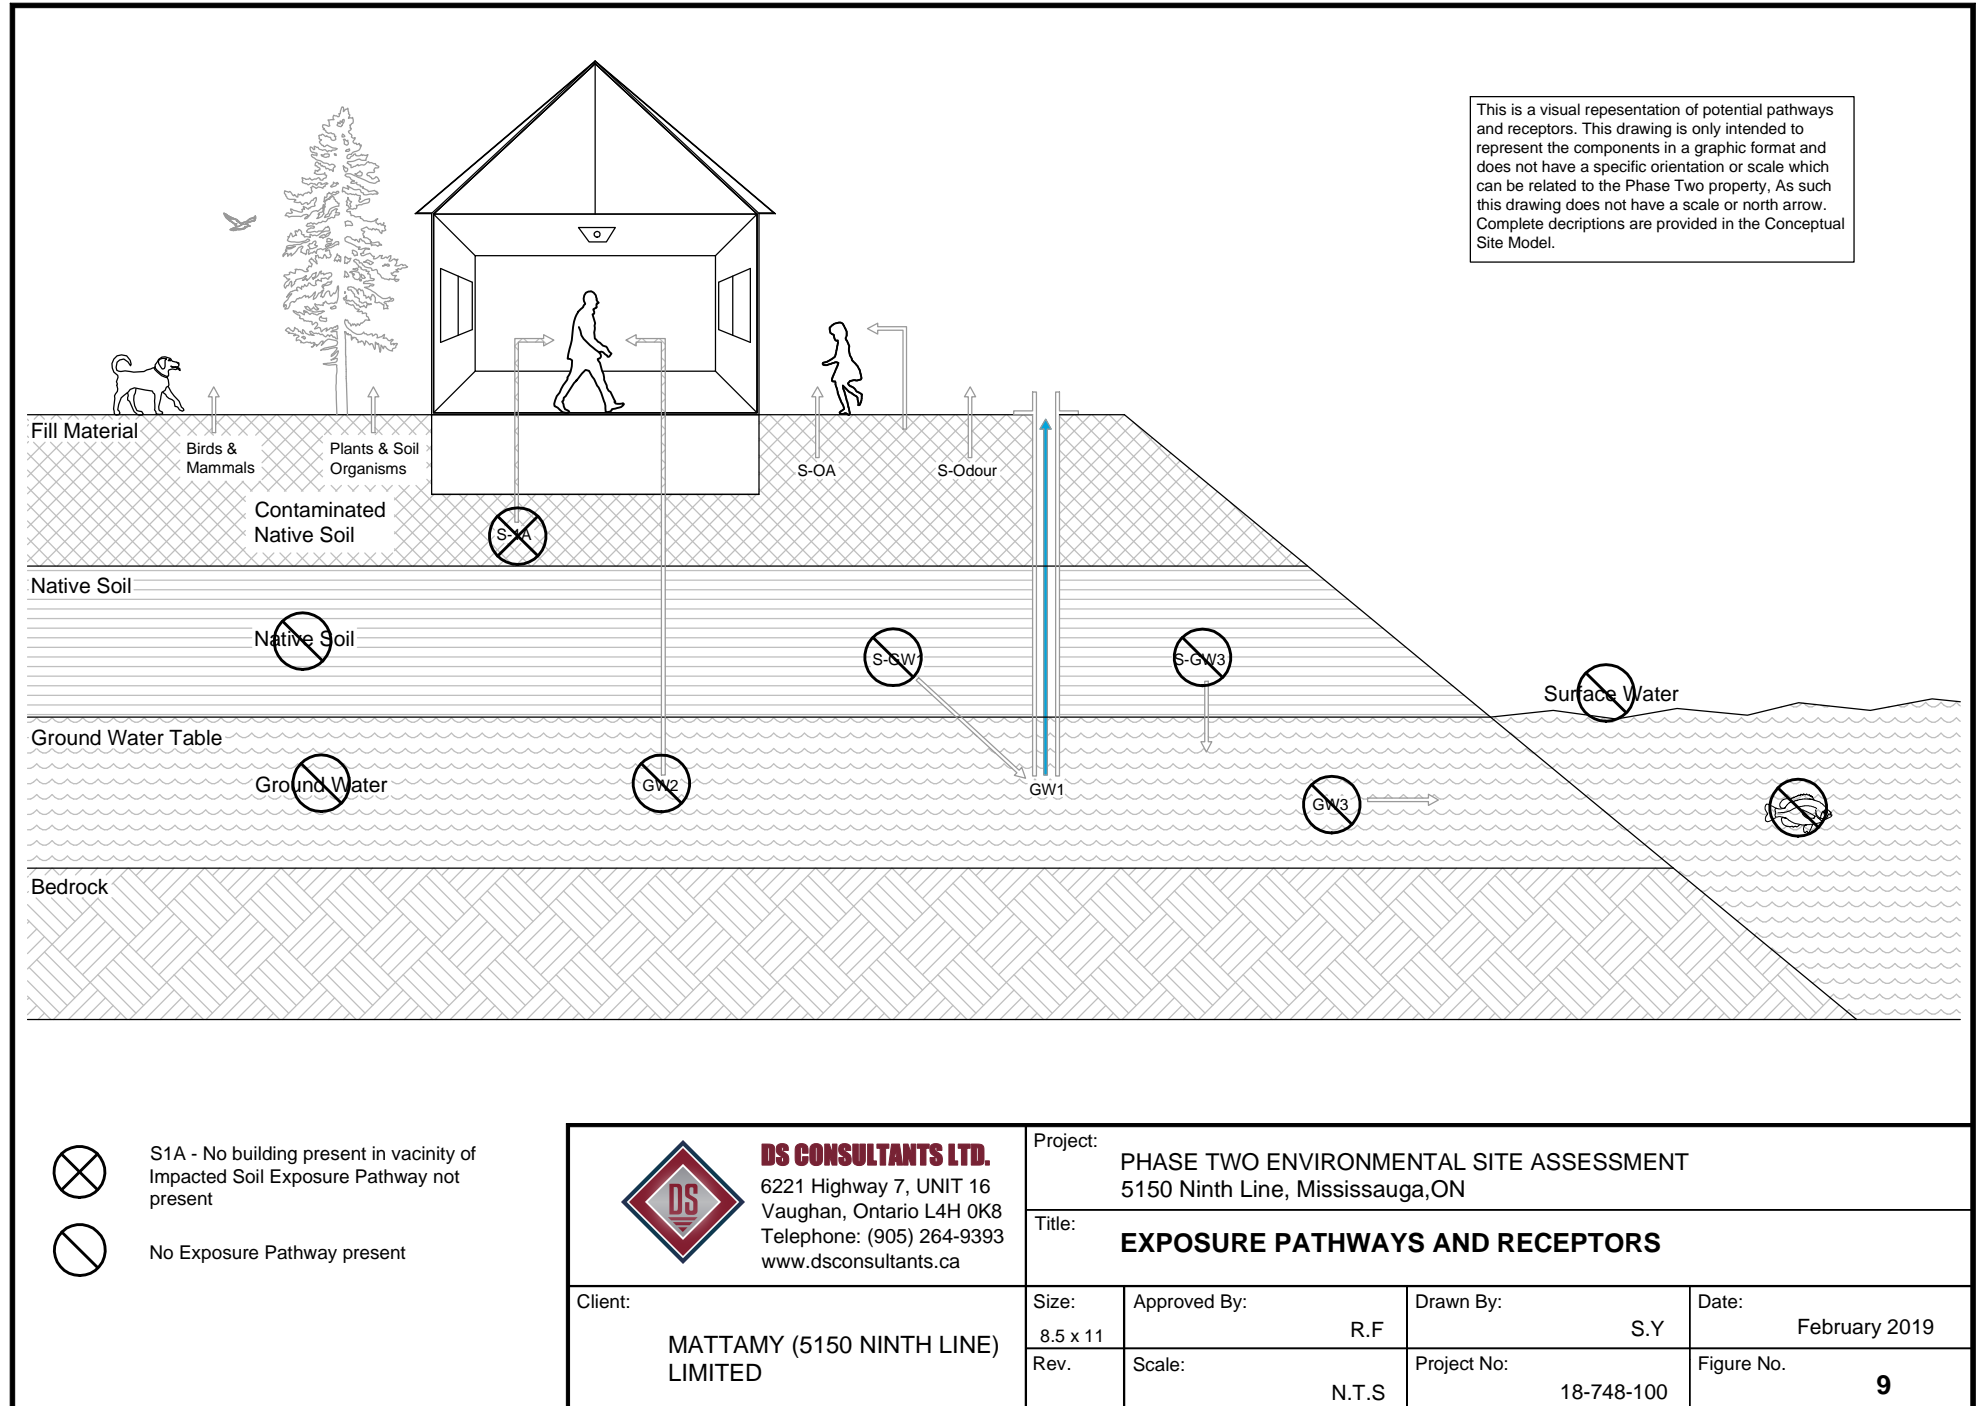 This is a visual repesentation of potential pathways
and receptors. This drawing is only intended to
represent the components in a graphic format and
does not have a specific orientation or scale which
can be related to the Phase Two property, As such
this drawing does not have a scale or north arrow.
Complete decriptions are provided in the Conceptual
Site Model.
Fill Material
Birds &
Mammals
Plants & Soil
Organisms
S-OA
S-Odour
Contaminated
Native Soil
S-1A
Native Soil
Native Soil
S-GW1
S-GW3
Surface Water
Ground Water Table
Ground Water
GW2
GW1
GW3
Bedrock
S1A - No building present in vacinity of
Impacted Soil Exposure Pathway not
present
No Exposure Pathway present
DS
DS CONSULTANTS LTD.
6221 Highway 7, UNIT 16
Vaughan, Ontario L4H 0K8
Telephone: (905) 264-9393
www.dsconsultants.ca
Project:
PHASE TWO ENVIRONMENTAL SITE ASSESSMENT
5150 Ninth Line, Mississauga,ON
Title:
EXPOSURE PATHWAYS AND RECEPTORS
Client:
MATTAMY (5150 NINTH LINE)
LIMITED
Size:
8.5 x 11
Approved By:
R.F
Drawn By:
S.Y
Date:
February 2019
Rev.
Scale:
N.T.S
Project No:
18-748-100
Figure No.
9